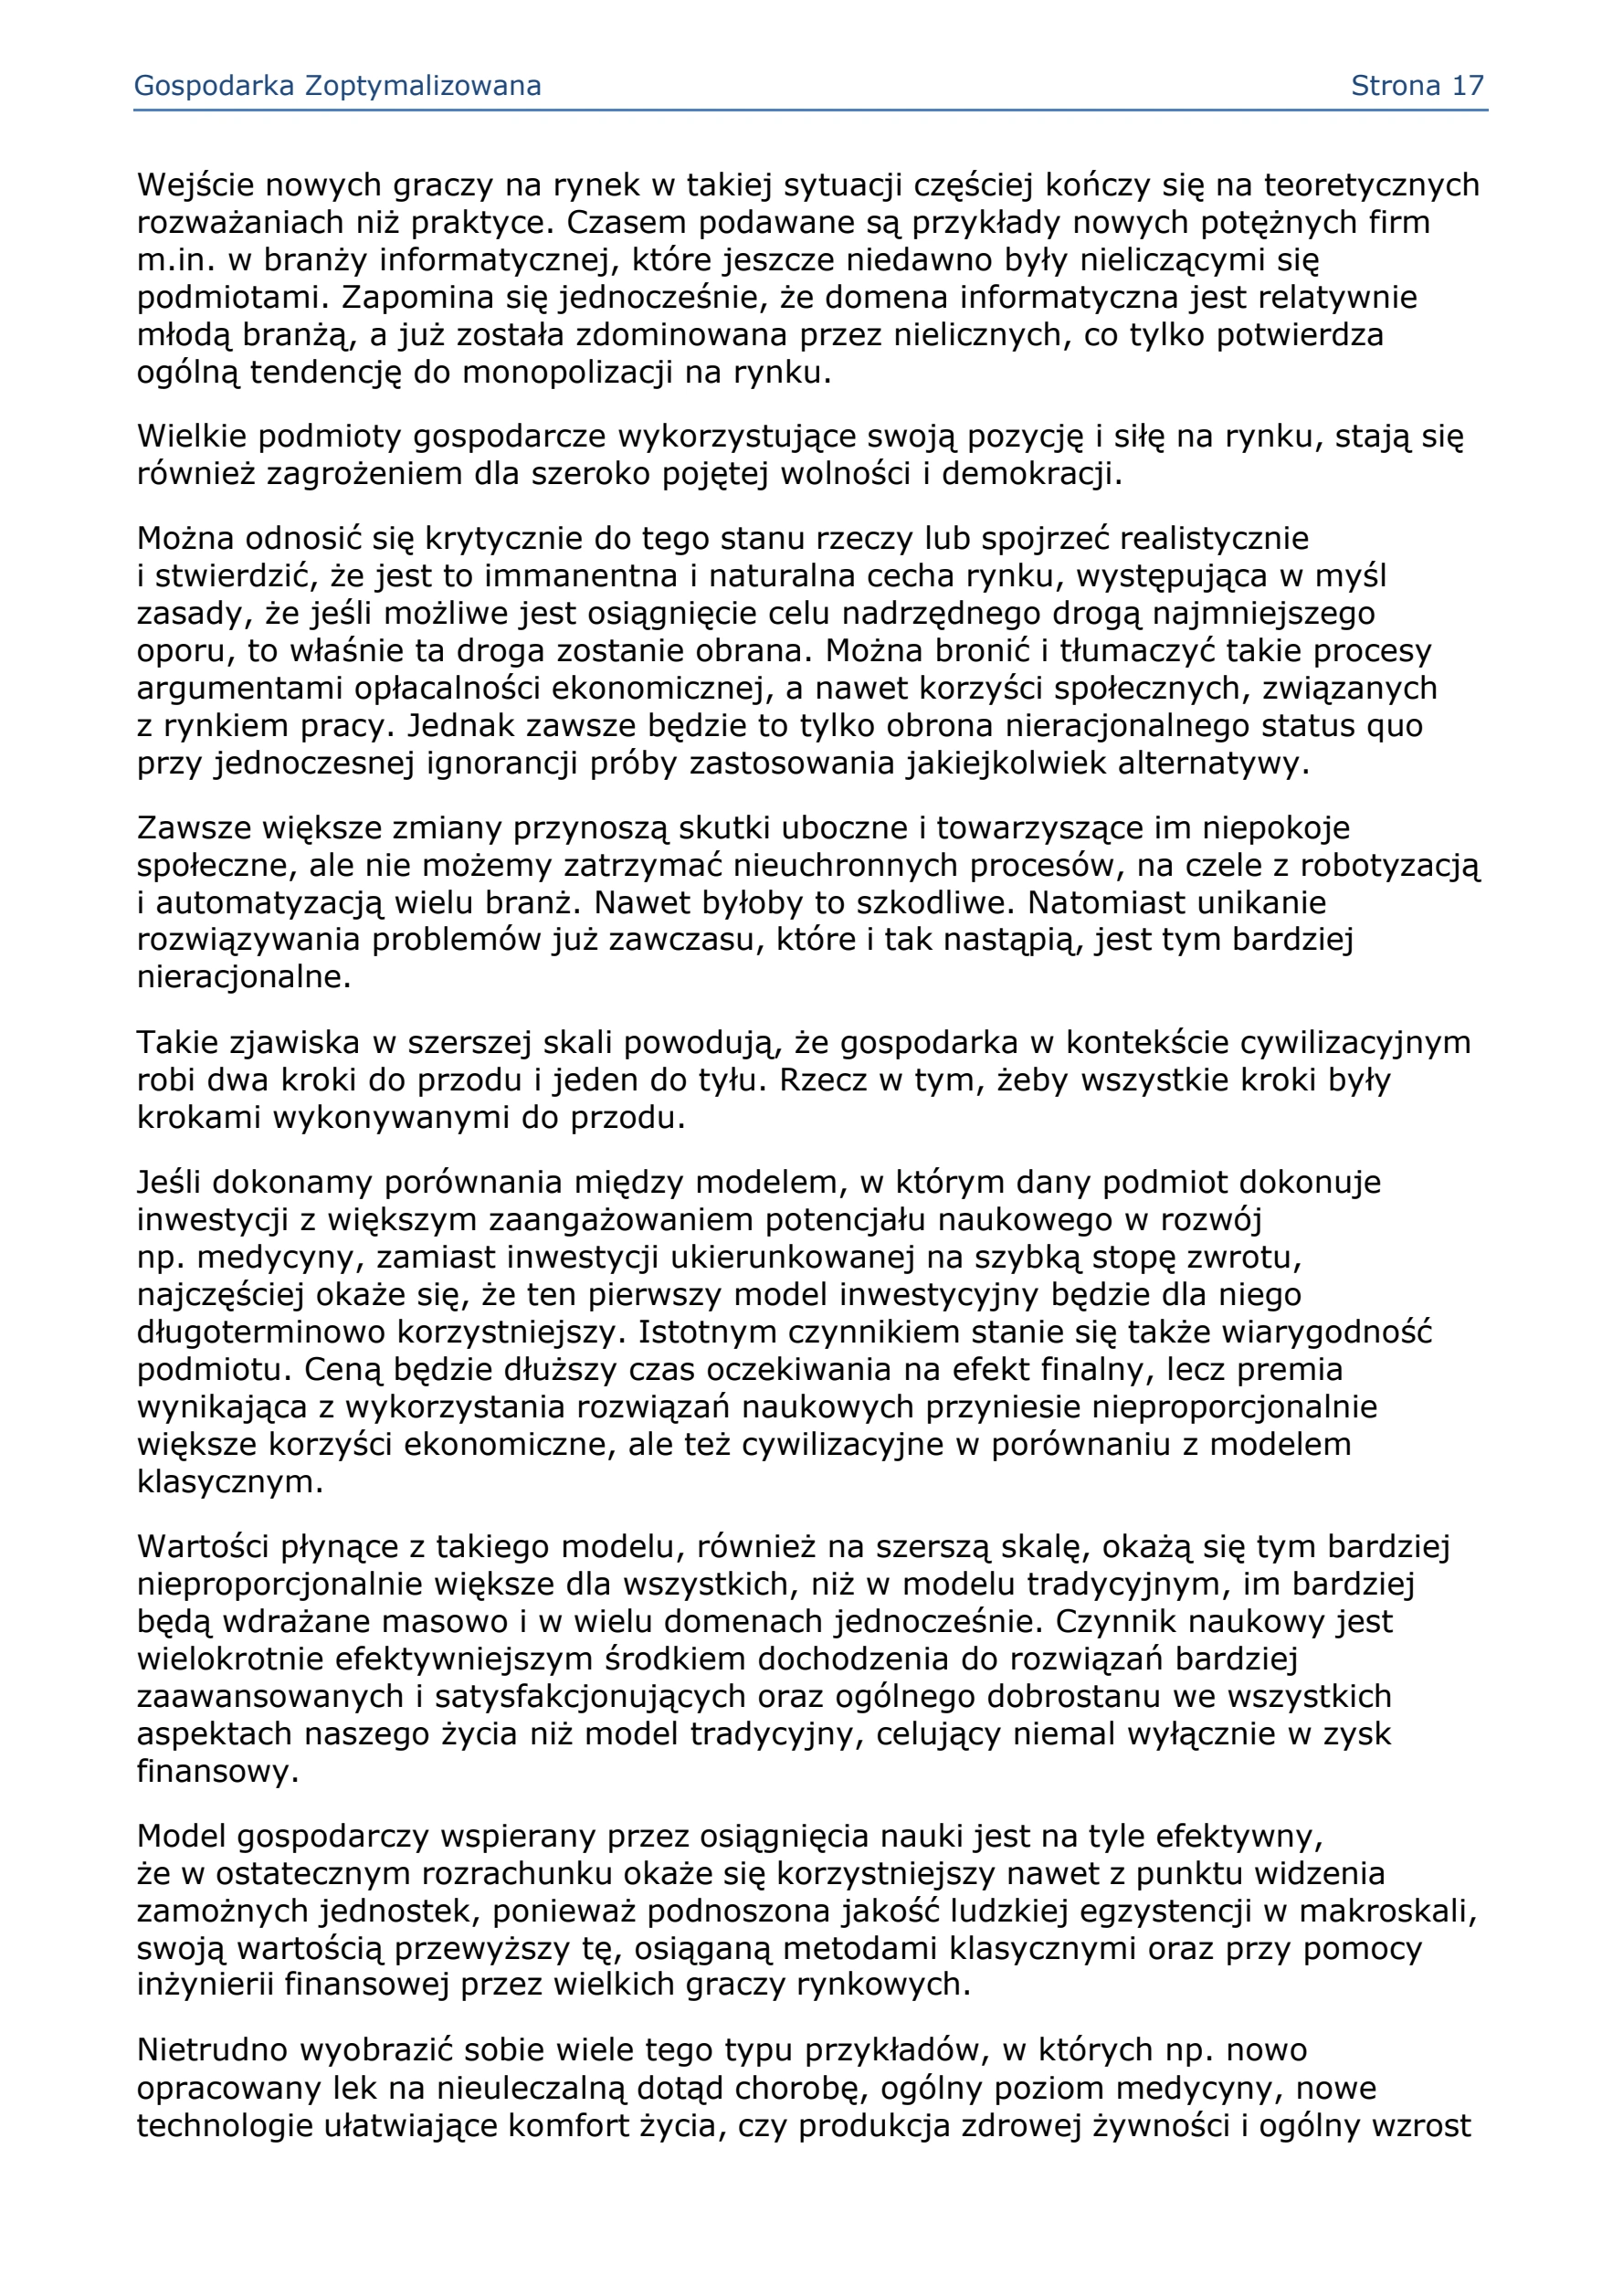 Gospodarka Zoptymalizowana Strona 17
Wejście nowych graczy na rynek w takiej sytuacji częściej kończy się na teoretycznych
rozważaniach niż praktyce. Czasem podawane są przykłady nowych potężnych firm
m.in. w branży informatycznej, które jeszcze niedawno były nieliczącymi się
podmiotami. Zapomina się jednocześnie, że domena informatyczna jest relatywnie
młodą branżą, a już została zdominowana przez nielicznych, co tylko potwierdza
ogólną tendencję do monopolizacji na rynku.
Wielkie podmioty gospodarcze wykorzystujące swoją pozycję i siłę na rynku, stają się
również zagrożeniem dla szeroko pojętej wolności i demokracji.
Można odnosić się krytycznie do tego stanu rzeczy lub spojrzeć realistycznie
i stwierdzić, że jest to immanentna i naturalna cecha rynku, występująca w myśl
zasady, że jeśli możliwe jest osiągnięcie celu nadrzędnego drogą najmniejszego
oporu, to właśnie ta droga zostanie obrana. Można bronić i tłumaczyć takie procesy
argumentami opłacalności ekonomicznej, a nawet korzyści społecznych, związanych
z rynkiem pracy. Jednak zawsze będzie to tylko obrona nieracjonalnego status quo
przy jednoczesnej ignorancji próby zastosowania jakiejkolwiek alternatywy.
Zawsze większe zmiany przynoszą skutki uboczne i towarzyszące im niepokoje
społeczne, ale nie możemy zatrzymać nieuchronnych procesów, na czele z robotyzacją
i automatyzacją wielu branż. Nawet byłoby to szkodliwe. Natomiast unikanie
rozwiązywania problemów już zawczasu, które i tak nastąpią, jest tym bardziej
nieracjonalne.
Takie zjawiska w szerszej skali powodują, że gospodarka w kontekście cywilizacyjnym
robi dwa kroki do przodu i jeden do tyłu. Rzecz w tym, żeby wszystkie kroki były
krokami wykonywanymi do przodu.
Jeśli dokonamy porównania między modelem, w którym dany podmiot dokonuje
inwestycji z większym zaangażowaniem potencjału naukowego w rozwój
np. medycyny, zamiast inwestycji ukierunkowanej na szybką stopę zwrotu,
najczęściej okaże się, że ten pierwszy model inwestycyjny będzie dla niego
długoterminowo korzystniejszy. Istotnym czynnikiem stanie się także wiarygodność
podmiotu. Ceną będzie dłuższy czas oczekiwania na efekt finalny, lecz premia
wynikająca z wykorzystania rozwiązań naukowych przyniesie nieproporcjonalnie
większe korzyści ekonomiczne, ale też cywilizacyjne w porównaniu z modelem
klasycznym.
Wartości płynące z takiego modelu, również na szerszą skalę, okażą się tym bardziej
nieproporcjonalnie większe dla wszystkich, niż w modelu tradycyjnym, im bardziej
będą wdrażane masowo i w wielu domenach jednocześnie. Czynnik naukowy jest
wielokrotnie efektywniejszym środkiem dochodzenia do rozwiązań bardziej
zaawansowanych i satysfakcjonujących oraz ogólnego dobrostanu we wszystkich
aspektach naszego życia niż model tradycyjny, celujący niemal wyłącznie w zysk
finansowy.
Model gospodarczy wspierany przez osiągnięcia nauki jest na tyle efektywny,
że w ostatecznym rozrachunku okaże się korzystniejszy nawet z punktu widzenia
zamożnych jednostek, ponieważ podnoszona jakość ludzkiej egzystencji w makroskali,
swoją wartością przewyższy tę, osiąganą metodami klasycznymi oraz przy pomocy
inżynierii finansowej przez wielkich graczy rynkowych.
Nietrudno wyobrazić sobie wiele tego typu przykładów, w których np. nowo
opracowany lek na nieuleczalną dotąd chorobę, ogólny poziom medycyny, nowe
technologie ułatwiające komfort życia, czy produkcja zdrowej żywności i ogólny wzrost